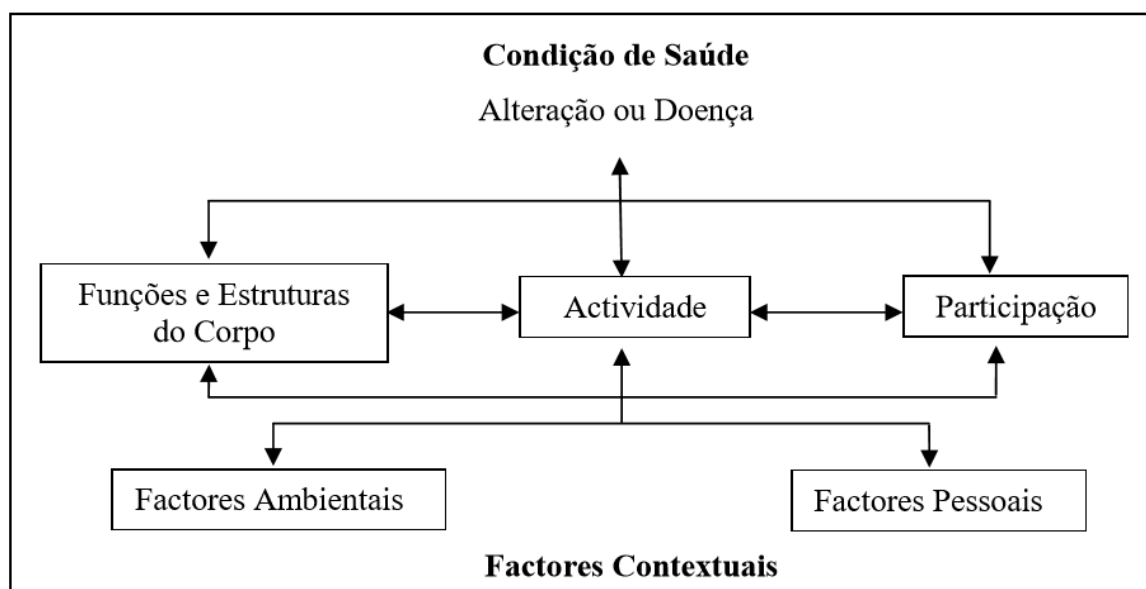 Condição de Saúde
Alteração ou Doença
Funções e Estruturas
do Corpo
Actividade
Participação
Factores Ambientais
Factores Pessoais
Factores Contextuais